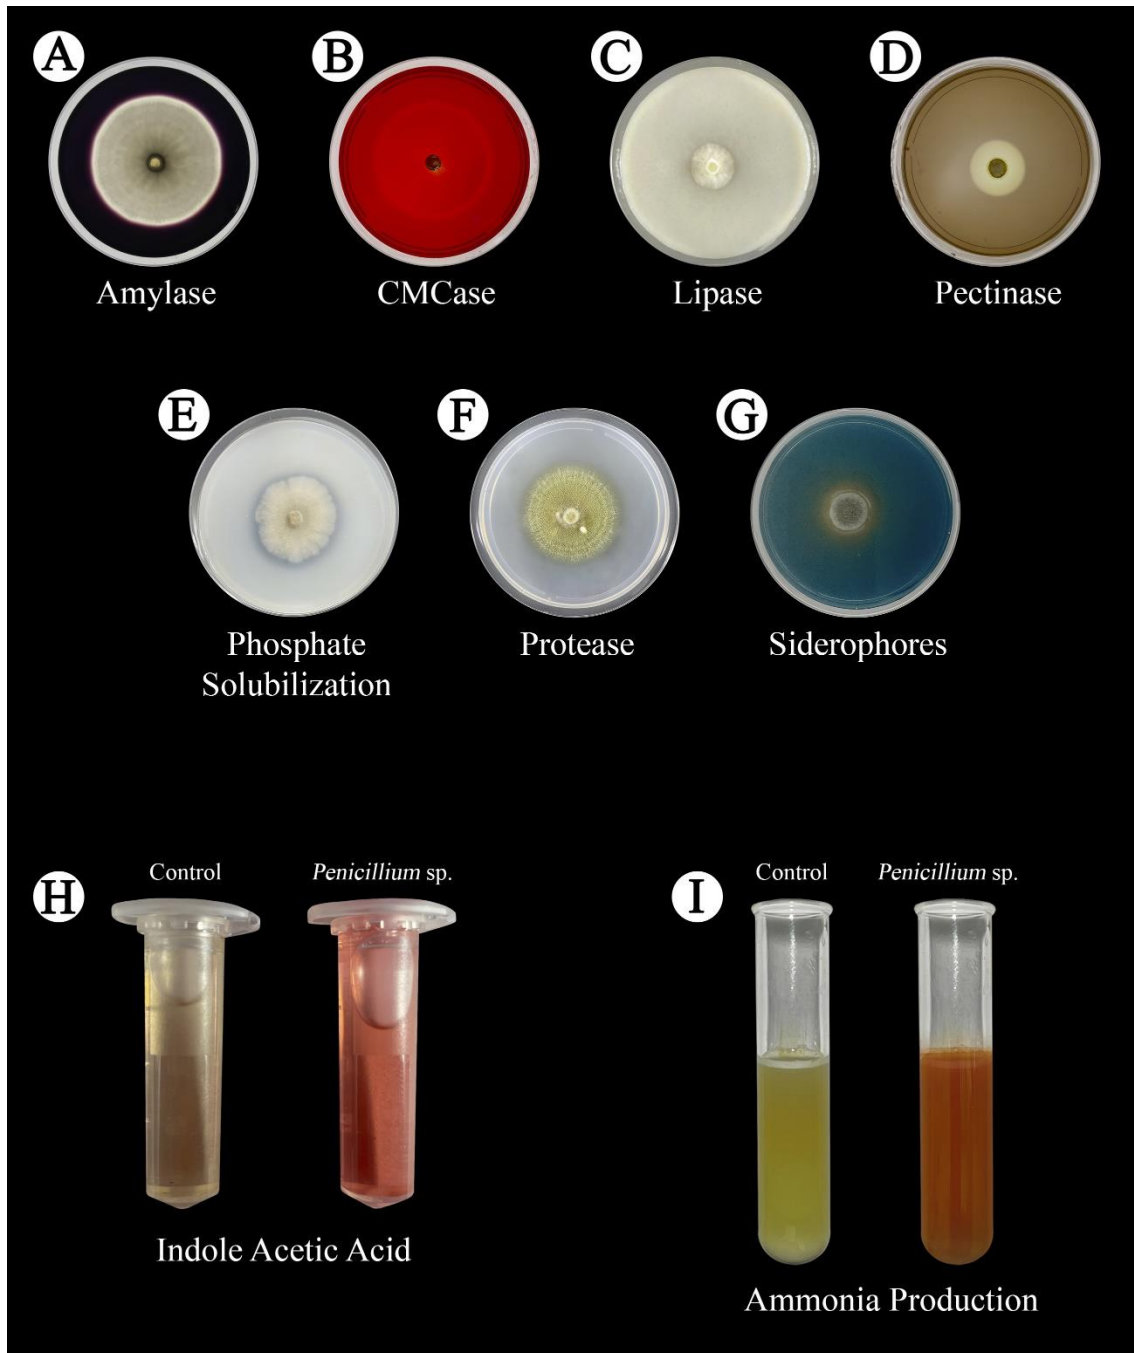 A
B
C
D
Amylase
CMCase
Lipase
Pectinase
E
F
G
Phosphate
Solubilization
Protease
Siderophores
H
Control
Penicillium sp.
I
Control
Penicillium sp.
Indole Acetic Acid
Ammonia Production